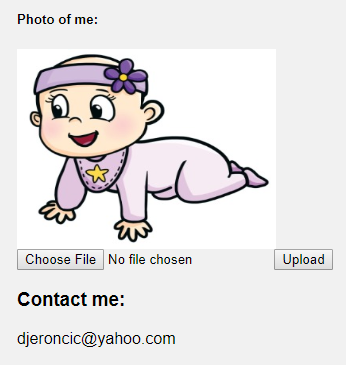 Photo of me:
Choose File No file chosen Upload
Contact me:
djeroncic@yahoo.com